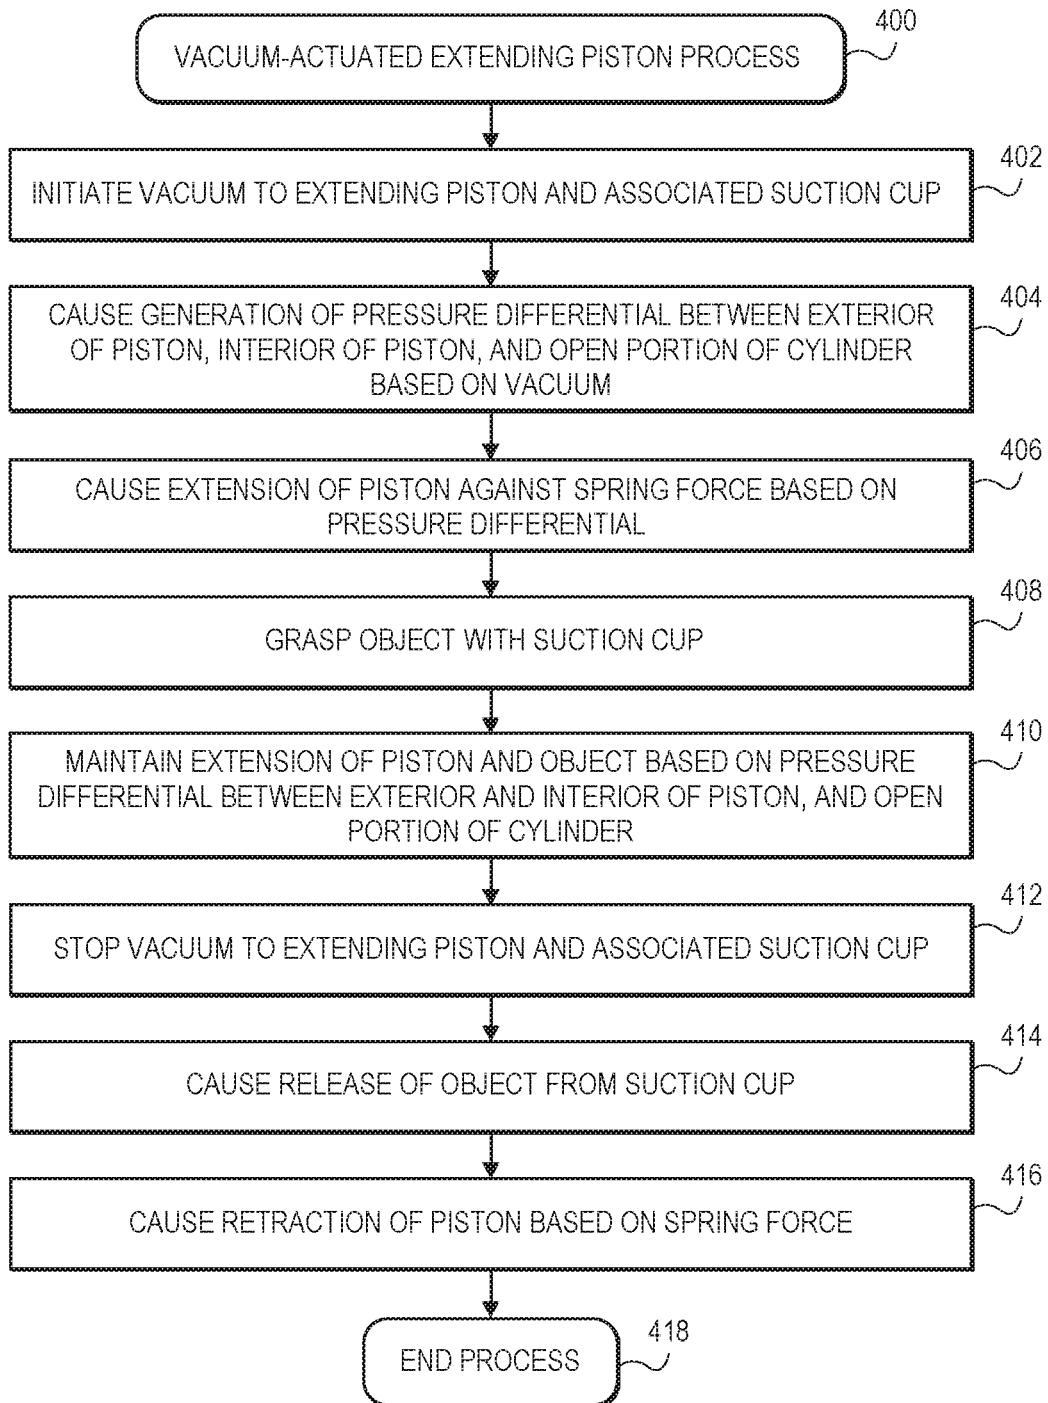 400
VACUUM-ACTUATED EXTENDING PISTON PROCESS
402
INITIATE VACUUM TO EXTENDING PISTON AND ASSOCIATED SUCTION CUP
404
CAUSE GENERATION OF PRESSURE DIFFERENTIAL BETWEEN EXTERIOR
OF PISTON, INTERIOR OF PISTON, AND OPEN PORTION OF CYLINDER
BASED ON VACUUM
406
CAUSE EXTENSION OF PISTON AGAINST SPRING FORCE BASED ON
PRESSURE DIFFERENTIAL
408
GRASP OBJECT WITH SUCTION CUP
410
MAINTAIN EXTENSION OF PISTON AND OBJECT BASED ON PRESSURE
DIFFERENTIAL BETWEEN EXTERIOR AND INTERIOR OF PISTON, AND OPEN
PORTION OF CYLINDER
412
STOP VACUUM TO EXTENDING PISTON AND ASSOCIATED SUCTION CUP
414
CAUSE RELEASE OF OBJECT FROM SUCTION CUP
416
CAUSE RETRACTION OF PISTON BASED ON SPRING FORCE
418
END PROCESS